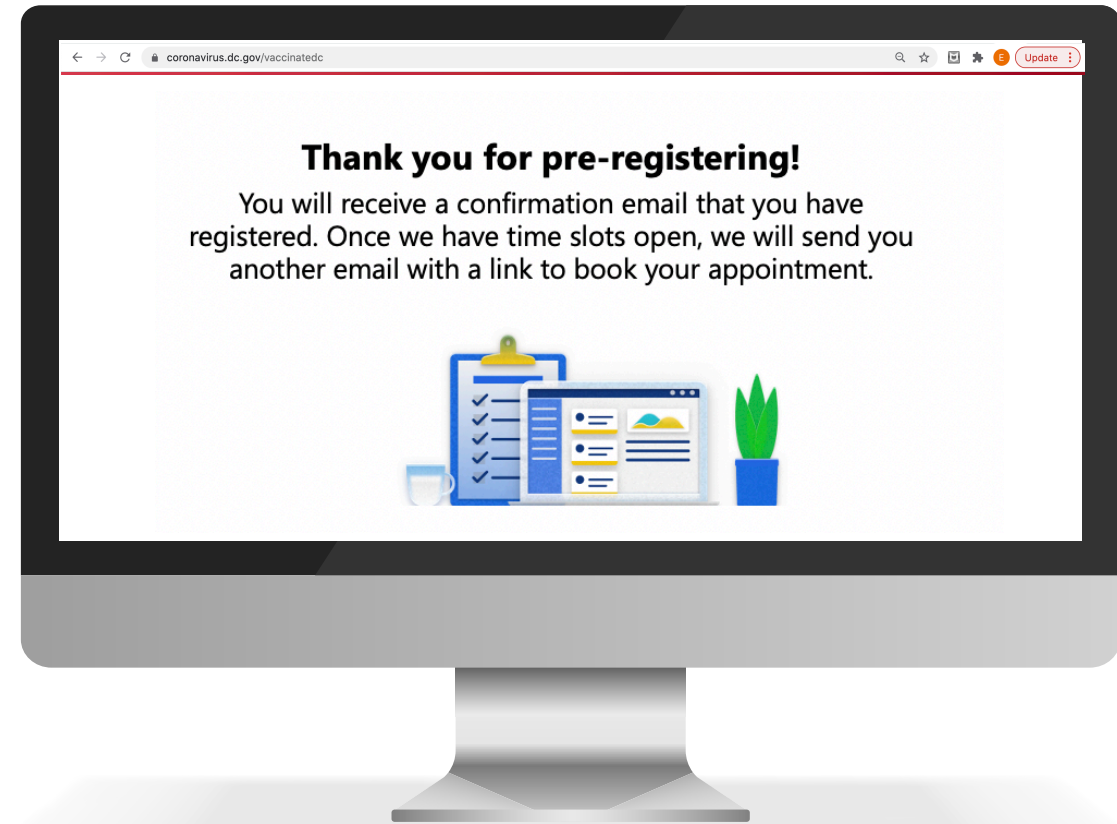 coronavirus.dc.gov/vaccinatedc
E
Update
Thank you for pre-registering!
You will receive a confirmation email that you have
registered. Once we have time slots open, we will send you
another email with a link to book your appointment.